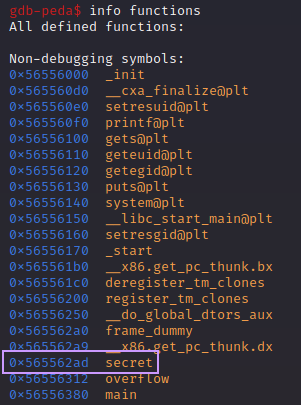 gdb-peda$ info functions
All defined functions:
Non-debugging symbols:
0×56556000 _init
0×565560d0 __cxa_finalize@plt
0×565560e0 setresuid@plt
0×565560f0 printf@plt
0×56556100 gets@plt
0×56556110 geteuid@plt
0×56556120 getegid@plt
0×56556130 puts@plt
0×56556140 system@plt
0×56556150 __libc_start_main@plt
0×56556160 setresgid@plt
0×56556170 _start
0×565561b0 __x86.get_pc_thunk.bx
0×565561c0 deregister_tm_clones
0×56556200 register_tm_clones
0×56556250 __do_global_dtors_aux
0×565562a0 frame_dummy
0×565562a9 __x86.get_pc_thunk.dx
0×565562ad secret
0×56556312 overflow
0×56556380 main